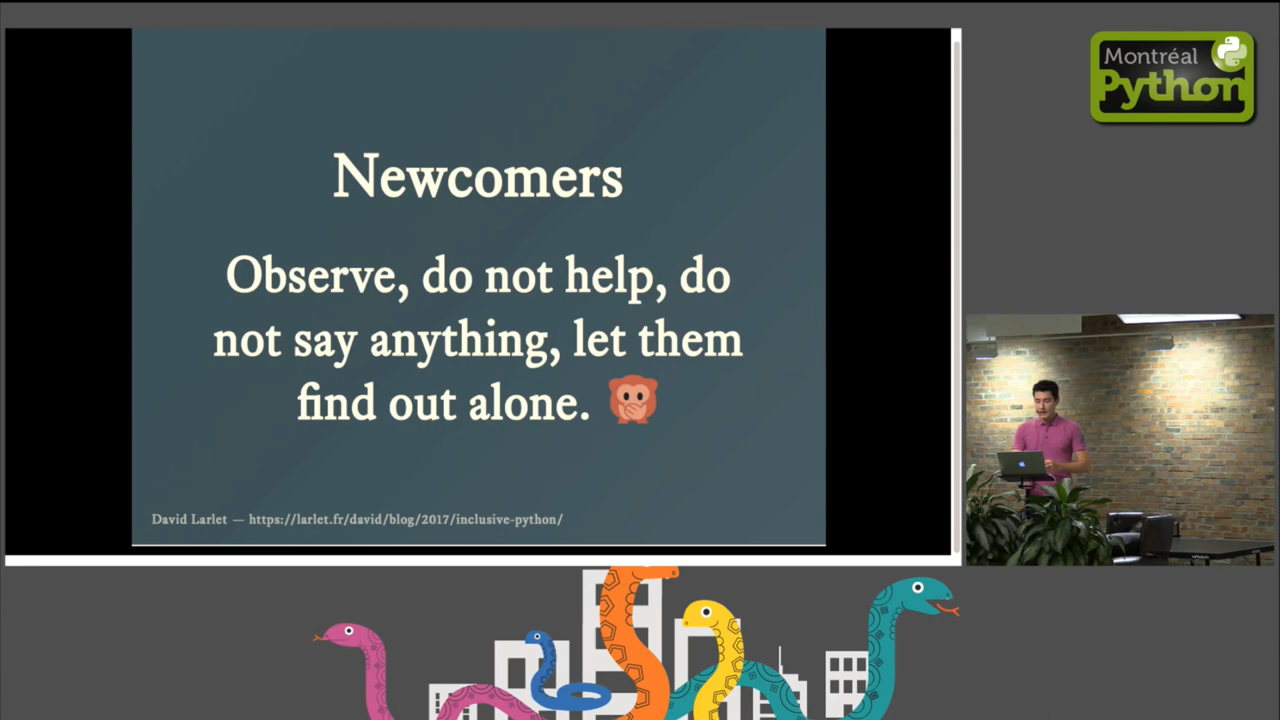 Newcomers
Observe, do not help, do
not say anything, let them
find out alone.
David Larlet — https://larlet.fr/david/blog/2017/inclusive-python/
Montréal
Python